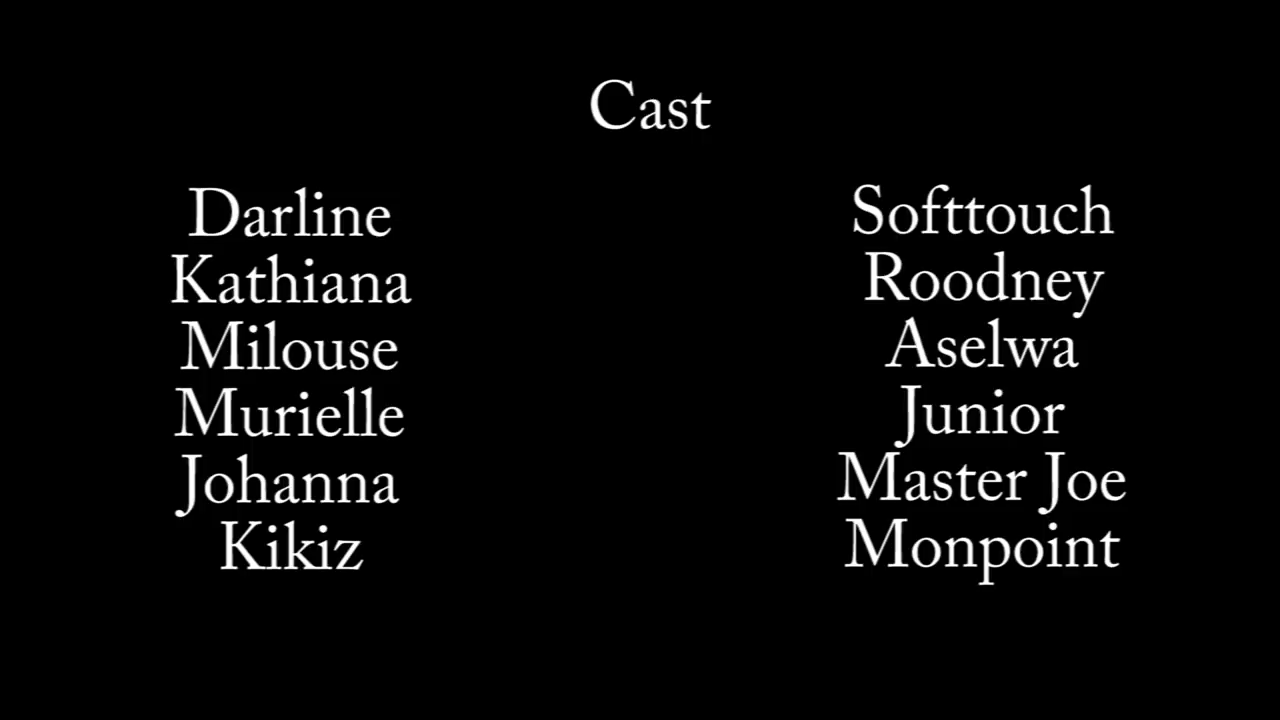 Cast
Darline
Kathiana
Milouse
Murielle
Johanna
Kikiz
Softtouch
Roodney
Aselwa
Junior
Master Joe
Monpoint